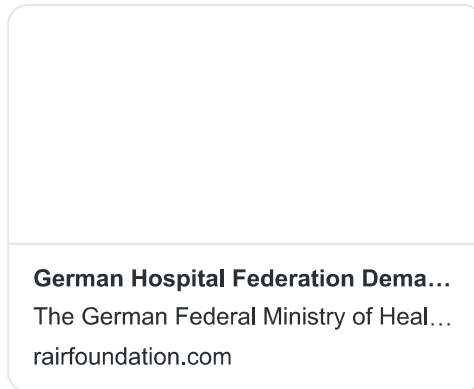 German Hospital Federation Dema…
The German Federal Ministry of Heal…
rairfoundation.com